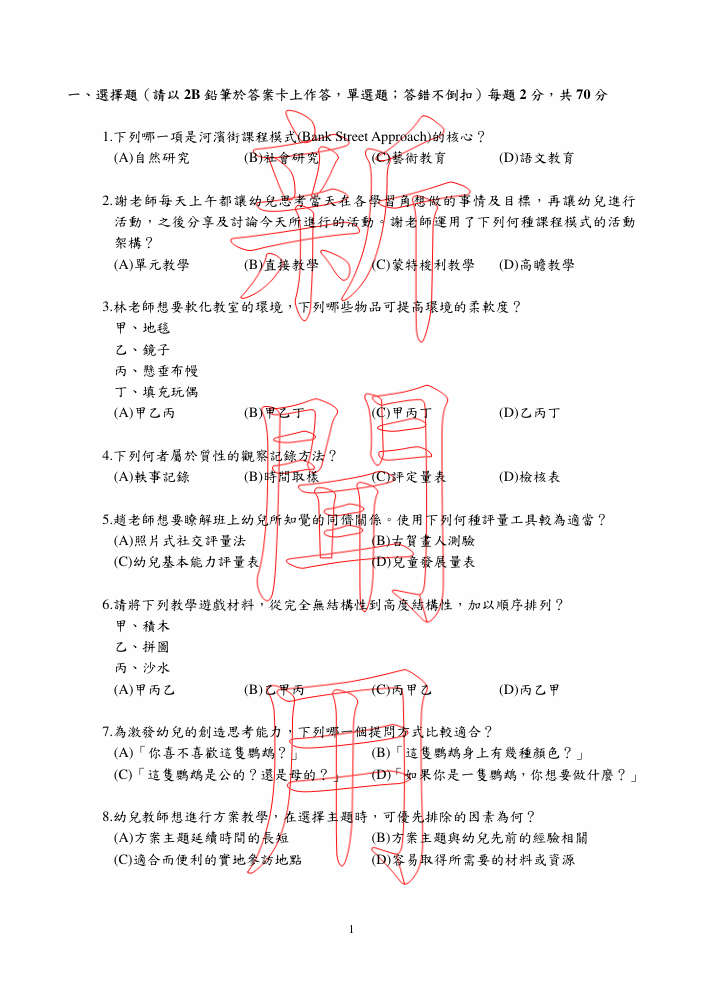 一、選擇題（請以 2B 鉛筆於答案卡上作答，單選題；答錯不倒扣）每題 2 分，共 70 分
1.下列哪一項是河濱街課程模式(Bank Street Approach)的核心？
(A)自然研究 (B)社會研究 (C)藝術教育 (D)語文教育
2.謝老師每天上午都讓幼兒思考當天在各學習角想做的事情及目標，再讓幼兒進行
活動，之後分享及討論今天所進行的活動。謝老師運用了下列何種課程模式的活動
架構？
(A)單元教學 (B)直接教學 (C)蒙特梭利教學 (D)高瞻教學
3.林老師想要軟化教室的環境，下列哪些物品可提高環境的柔軟度？
甲、地毯
乙、鏡子
丙、懸垂布幔
丁、填充玩偶
(A)甲乙丙 (B)甲乙丁 (C)甲丙丁 (D)乙丙丁
4.下列何者屬於質性的觀察記錄方法？
(A)軼事記錄 (B)時間取樣 (C)評定量表 (D)檢核表
5.趙老師想要瞭解班上幼兒所知覺的同儕關係。使用下列何種評量工具較為適當？
(A)照片式社交評量法 (B)古賀畫人測驗
(C)幼兒基本能力評量表 (D)兒童發展量表
6.請將下列教學遊戲材料，從完全無結構性到高度結構性，加以順序排列？
甲、積木
乙、拼圖
丙、沙水
(A)甲丙乙 (B)乙甲丙 (C)丙甲乙 (D)丙乙甲
7.為激發幼兒的創造思考能力，下列哪一個提問方式比較適合？
(A)「你喜不喜歡這隻鸚鵡？」 (B)「這隻鸚鵡身上有幾種顏色？」
(C)「這隻鸚鵡是公的？還是母的？」 (D)「如果你是一隻鸚鵡，你想要做什麼？」
8.幼兒教師想進行方案教學，在選擇主題時，可優先排除的因素為何？
(A)方案主題延續時間的長短 (B)方案主題與幼兒先前的經驗相關
(C)適合而便利的實地參訪地點 (D)容易取得所需要的材料或資源
1
新
聞
用